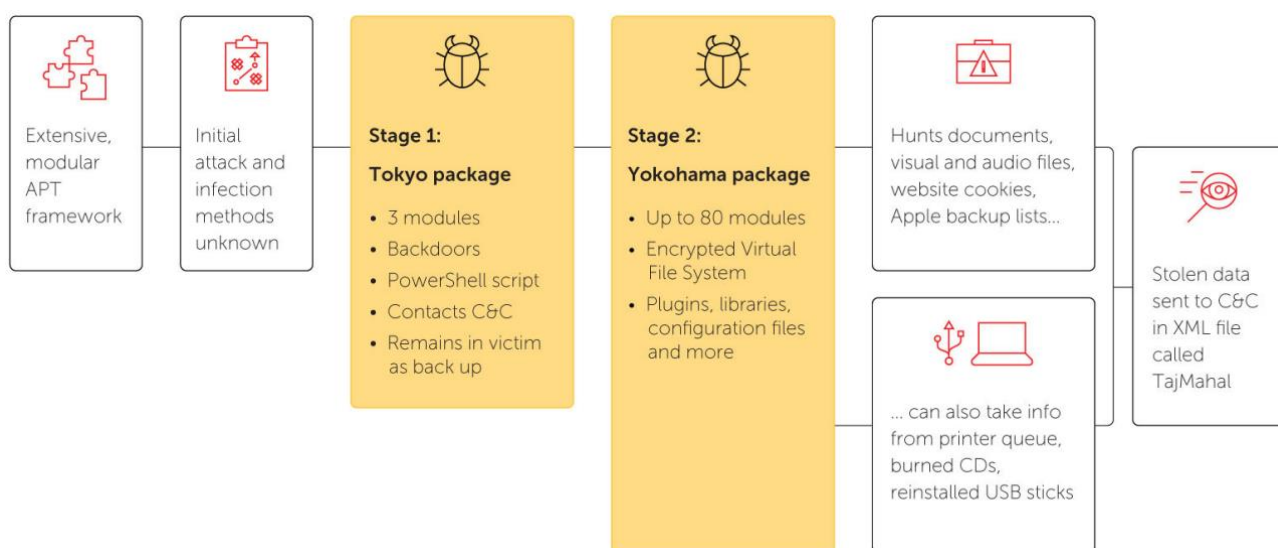 Extensive,
modular
APT
framework
Initial
attack and
infection
methods
unknown
Stage 1:
Tokyo package
• 3 modules
• Backdoors
• PowerShell script
• Contacts C&C
• Remains in victim
as back up
Stage 2:
Yokohama package
• Up to 80 modules
• Encrypted Virtual
File System
• Plugins, libraries,
configuration files
and more
Hunts documents,
visual and audio files,
website cookies,
Apple backup lists...
... can also take info
from printer queue,
burned CDs,
reinstalled USB sticks
Stolen data
sent to C&C
in XML file
called
TajMahal